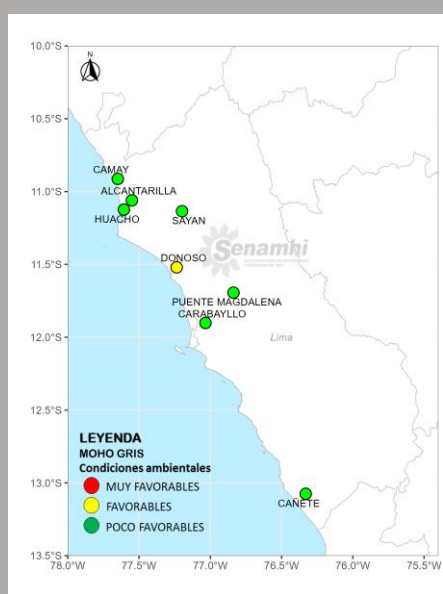 N
10.0°S
10.5°S
11.0°S
11.5°S
12.0°S
12.5°S
13.0°S
13.5°S
CAMAY
ALCANTARILLA
HUACHO
SAYAN
Senamhi
DONOSO
PUENTE MAGDALENA
CARABAYLLO
Lima
CAÑETE
LEYENDA
MOHO GRIS
Condiciones ambientales
MUY FAVORABLES
FAVORABLES
POCO FAVORABLES
78.0°W 77.5°W 77.0°W 76.5°W 76.0°W 75.5°W